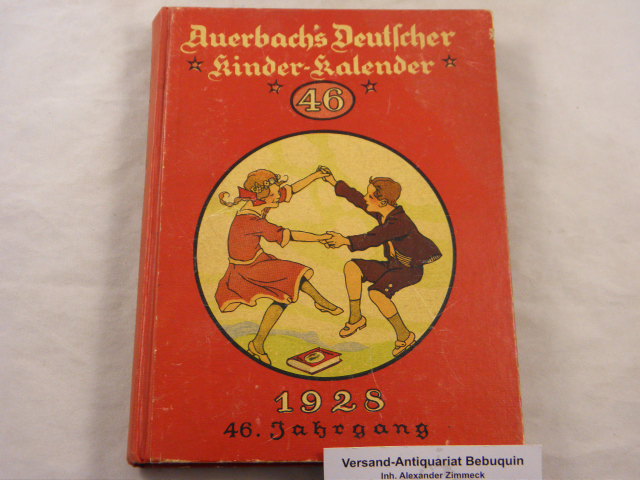 Auerbach's Deutscher
Kinder-Kalender
46
1928
46. Jahrgang
Versand-Antiquariat Bebuquin
Inh. Alexander Zimmeck